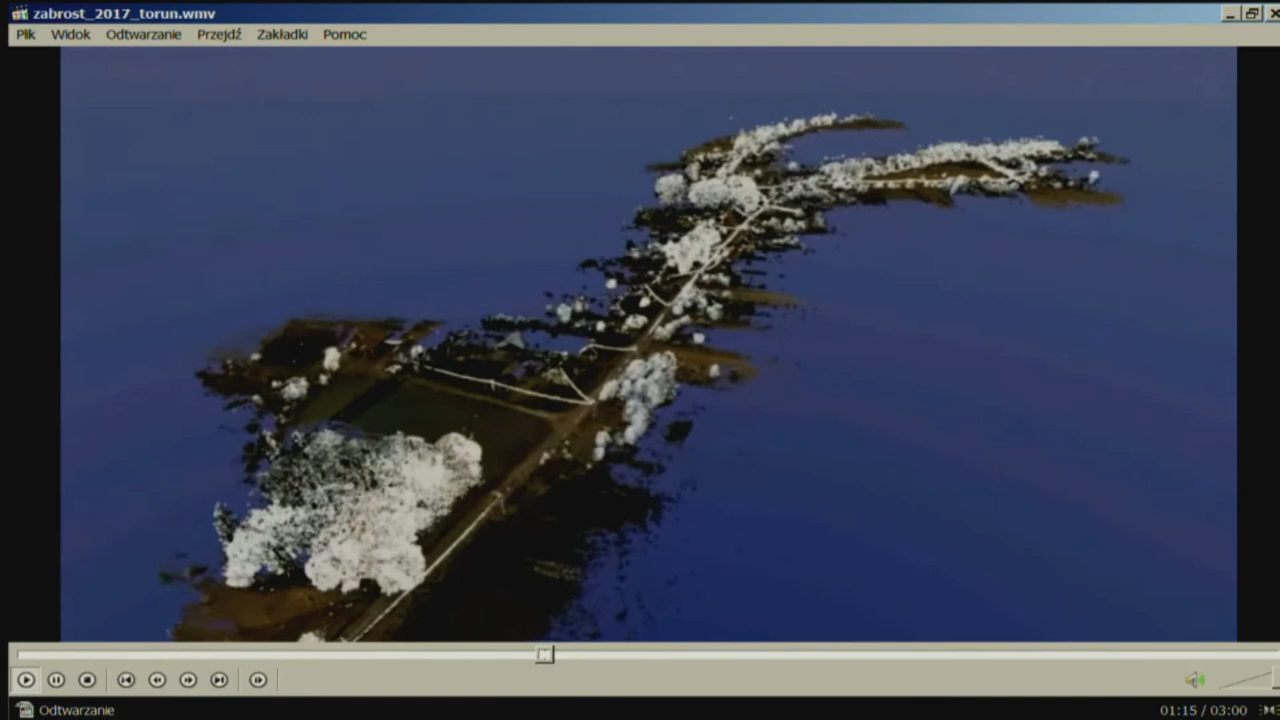 zabrost_2017_torun.wmv
Plik Widok Odtwarzanie Przejdź Zakładki Pomoc
Odtwarzanie
01:15 / 03:00